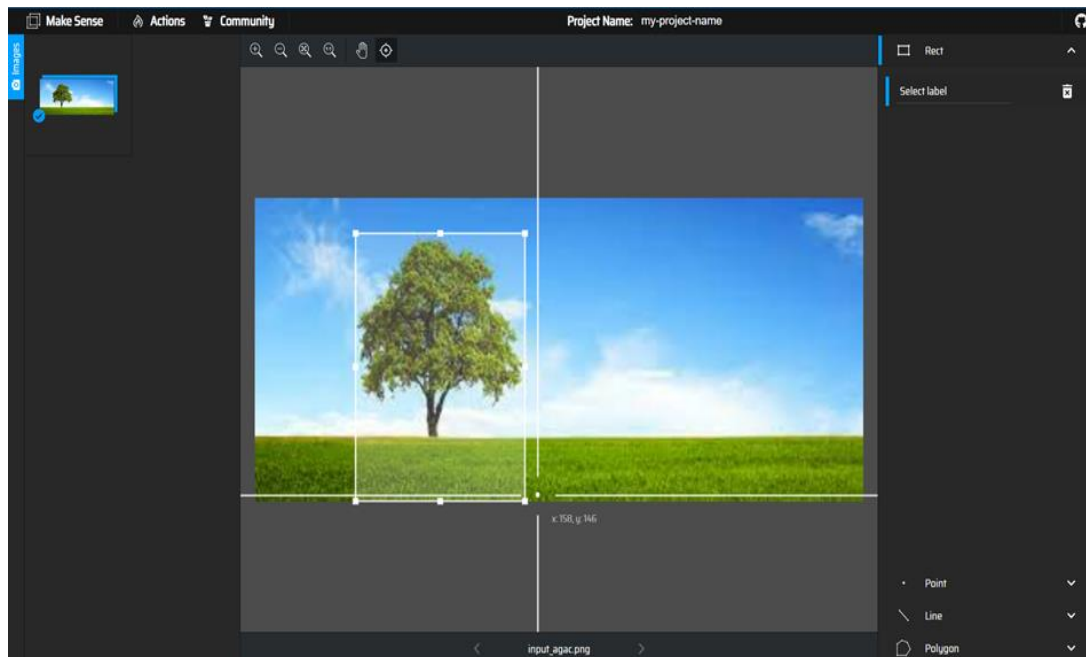 Make Sense Actions Community Project Name: my-project-name
Images
Rect
Select label
x: 158, y: 146
Point
Line
input_agac.png
Polygon